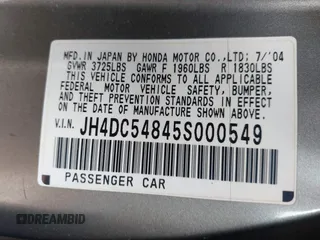 MFD. IN JAPAN BY HONDA MOTOR CO.,LTD; 7/'04
GVWR 3725LBS GAWR F 1960LBS R 1830LBS
THIS VEHICLE CONFORMS TO ALL APPLICABLE
FEDERAL MOTOR VEHICLE SAFETY, BUMPER,
AND THEFT PREVENTION STANDARDS IN
EFFECT ON THE DATE OF MANUFACTURE
SHOWN ABOVE.
V.I.N. JH4DC54845S000549
PASSENGER CAR
DREAMBID